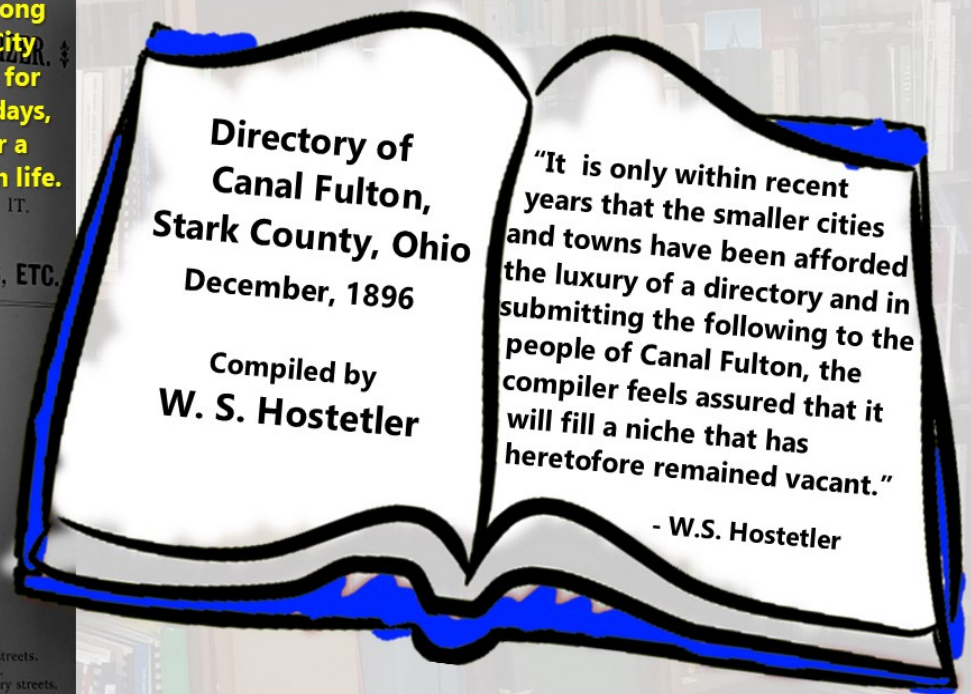 ong
city
ZER.
for
days,
r a
n life.
IT.
, ETC.
treets.
ry streets.
Directory of
Canal Fulton,
Stark County, Ohio
December, 1896
Compiled by
W. S. Hostetler
“It is only within recent
years that the smaller cities
and towns have been afforded
the luxury of a directory and in
submitting the following to the
people of Canal Fulton, the
compiler feels assured that it
will fill a niche that has
heretofore remained vacant.”
- W.S. Hostetler